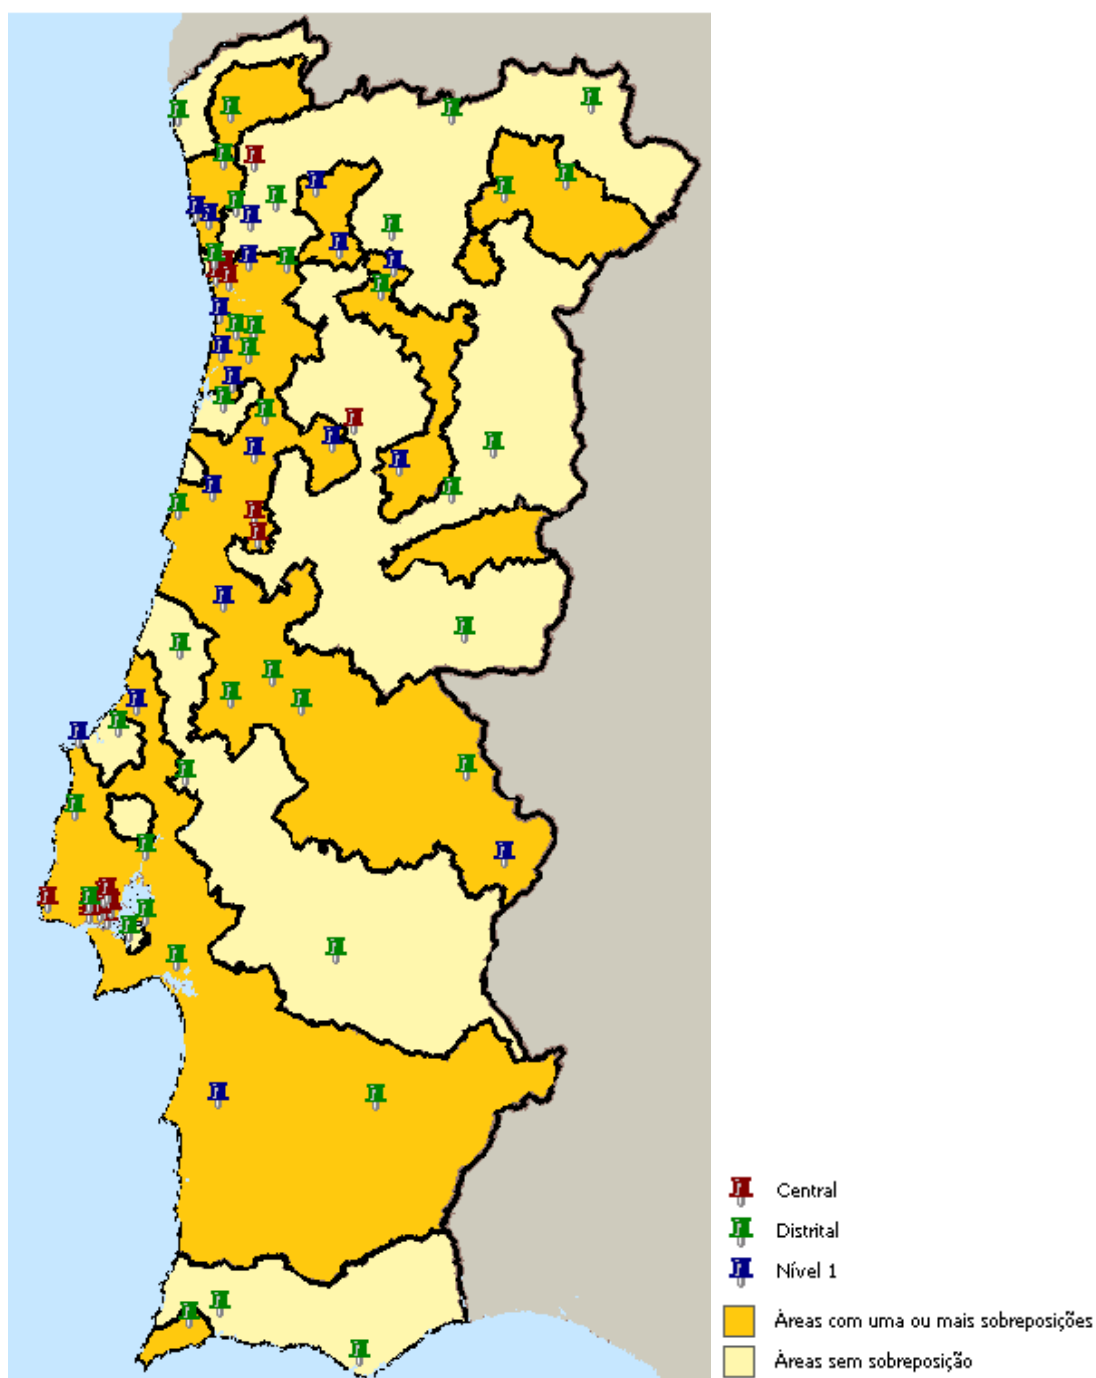 Central
Distrital
Nível 1
Áreas com uma ou mais sobreposições
Áreas sem sobreposição